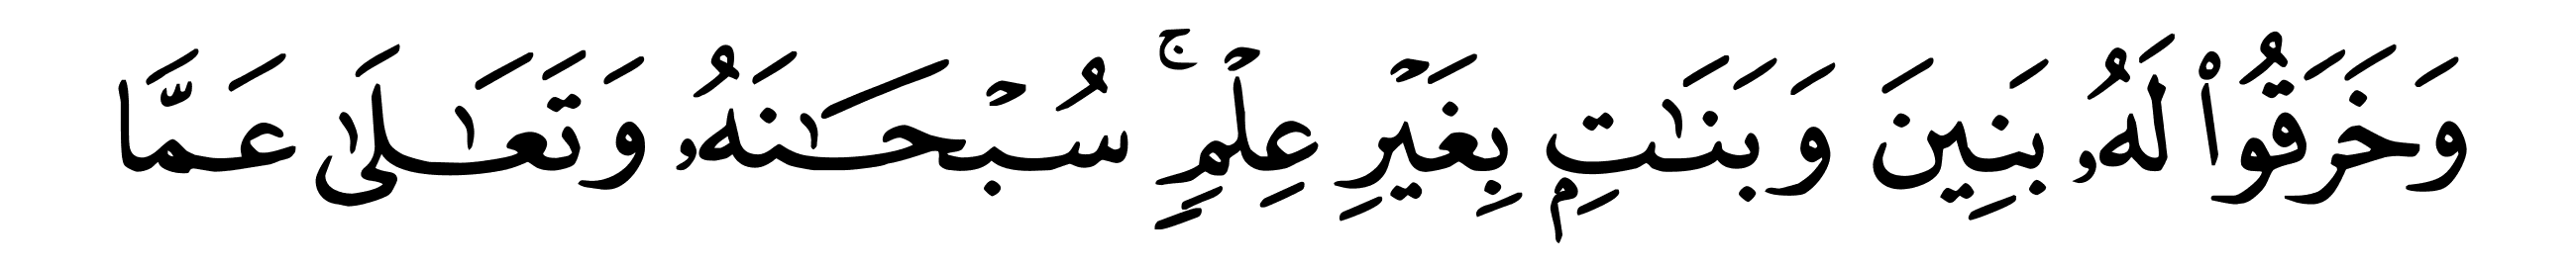 وَخَرَقُوا۟ لَهُۥ بَنِينَ وَبَنَـٰتٍۭ بِغَيْرِ عِلْمٍۢ ۚ سُبْحَـٰنَهُۥ وَتَعَـٰلَىٰ عَمَّا